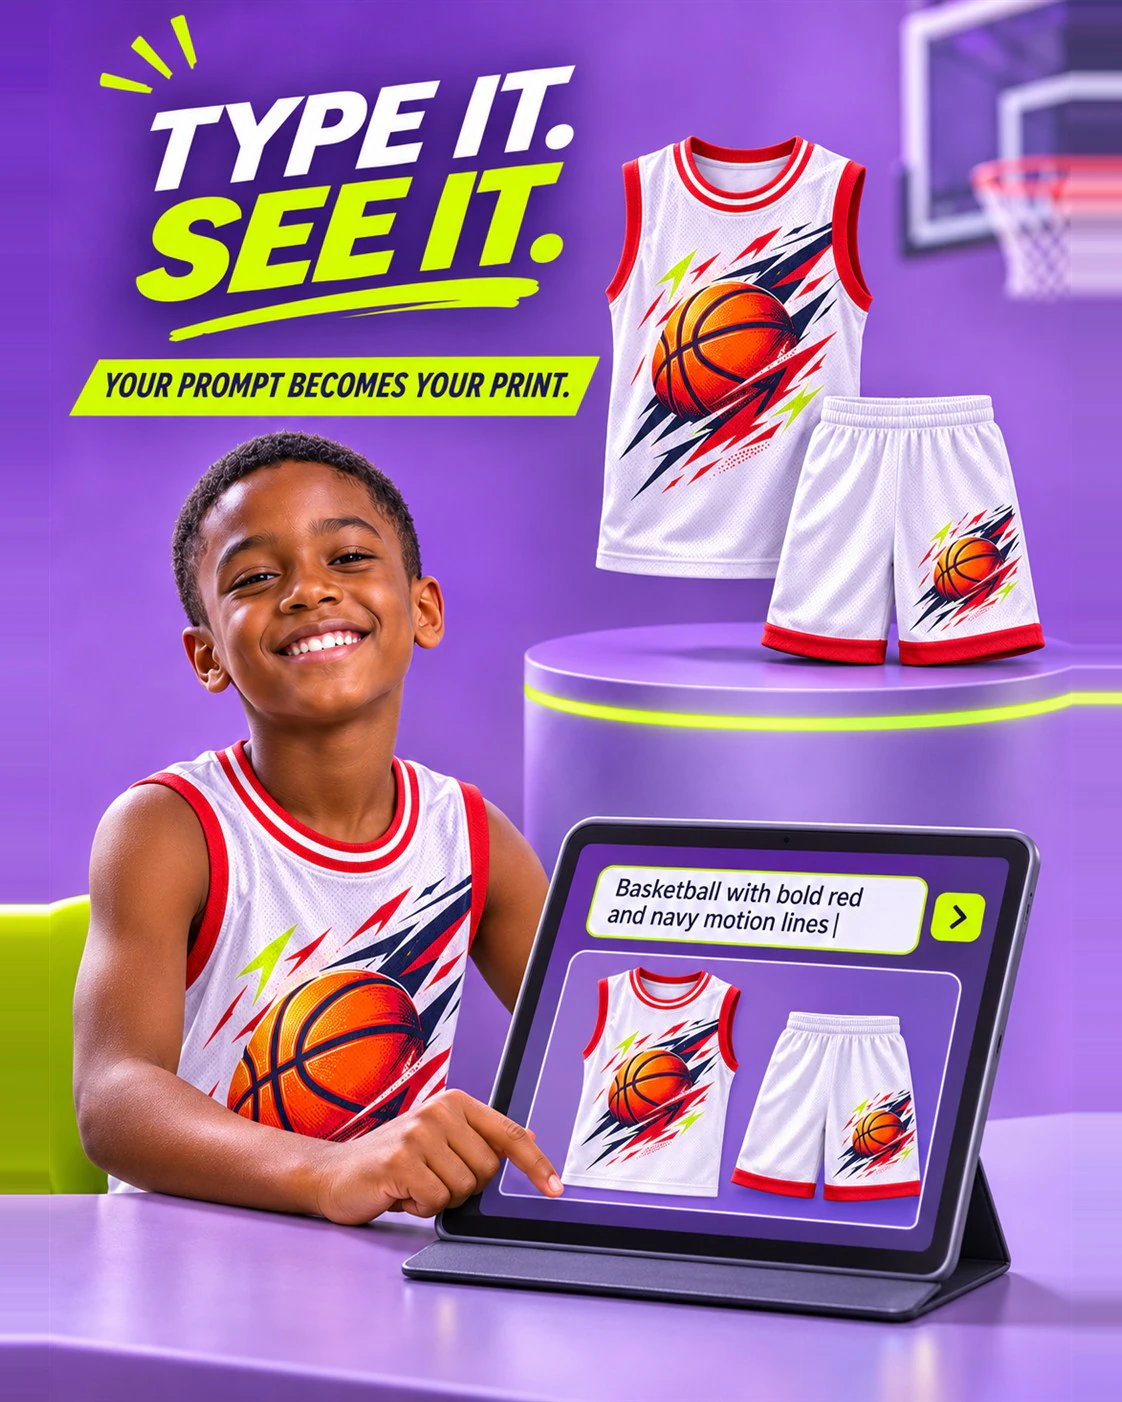 TYPE IT.
SEE IT.
YOUR PROMPT BECOMES YOUR PRINT.
Basketball with bold red
and navy motion lines